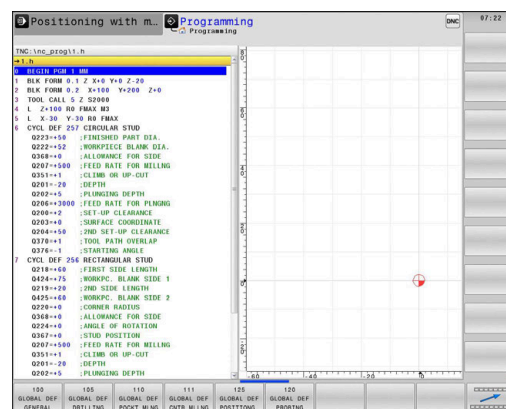 Positioning with m... Programming
Programming
DNC
07:22
TNC:\nc_prog\1.h
→1.h
0 BEGIN PGM 1 MM
1 BLK FORM 0.1 Z X+0 Y+0 Z-20
2 BLK FORM 0.2 X+100 Y+200 Z+0
3 TOOL CALL 5 Z S2000
4 L Z+100 R0 FMAX M3
5 L X-30 Y-30 R0 FMAX
6 CYCL DEF 257 CIRCULAR STUD
Q223=+50 ;FINISHED PART DIA.
Q222=+52 ;WORKPIECE BLANK DIA.
Q368=+0 ;ALLOWANCE FOR SIDE
Q207=+500 ;FEED RATE FOR MILLNG
Q351=+1 ;CLIMB OR UP-CUT
Q201=-20 ;DEPTH
Q202=+5 ;PLUNGING DEPTH
Q206=+3000 ;FEED RATE FOR PLNGNG
Q200=+2 ;SET-UP CLEARANCE
Q203=+0 ;SURFACE COORDINATE
Q204=+50 ;2ND SET-UP CLEARANCE
Q370=+1 ;TOOL PATH OVERLAP
Q376=-1 ;STARTING ANGLE
7 CYCL DEF 256 RECTANGULAR STUD
Q218=+60 ;FIRST SIDE LENGTH
Q424=+75 ;WORKPC. BLANK SIDE 1
Q219=+20 ;2ND SIDE LENGTH
Q425=+60 ;WORKPC. BLANK SIDE 2
Q220=+0 ;CORNER RADIUS
Q368=+0 ;ALLOWANCE FOR SIDE
Q224=+0 ;ANGLE OF ROTATION
Q367=+0 ;STUD POSITION
Q207=+500 ;FEED RATE FOR MILLNG
Q351=+1 ;CLIMB OR UP-CUT
Q201=-20 ;DEPTH
Q202=+5 ;PLUNGING DEPTH
-60 -40 -20 0
100 105 110 111 125 120
GLOBAL DEF GLOBAL DEF GLOBAL DEF GLOBAL DEF GLOBAL DEF GLOBAL DEF
GENERAL DRILLING POCKT MLNG CNTR MLLNG POSITIONG PROBING